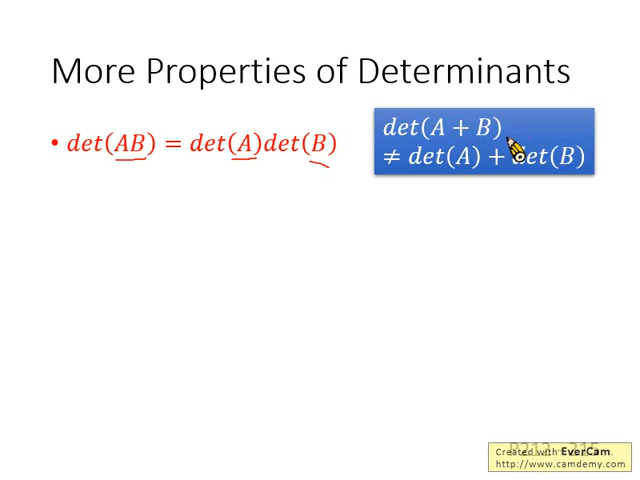 More Properties of Determinants
• det(AB) = det(A)det(B)
det(A + B)
≠ det(A) + det(B)
Created with EverCam.
http://www.camdemy.com